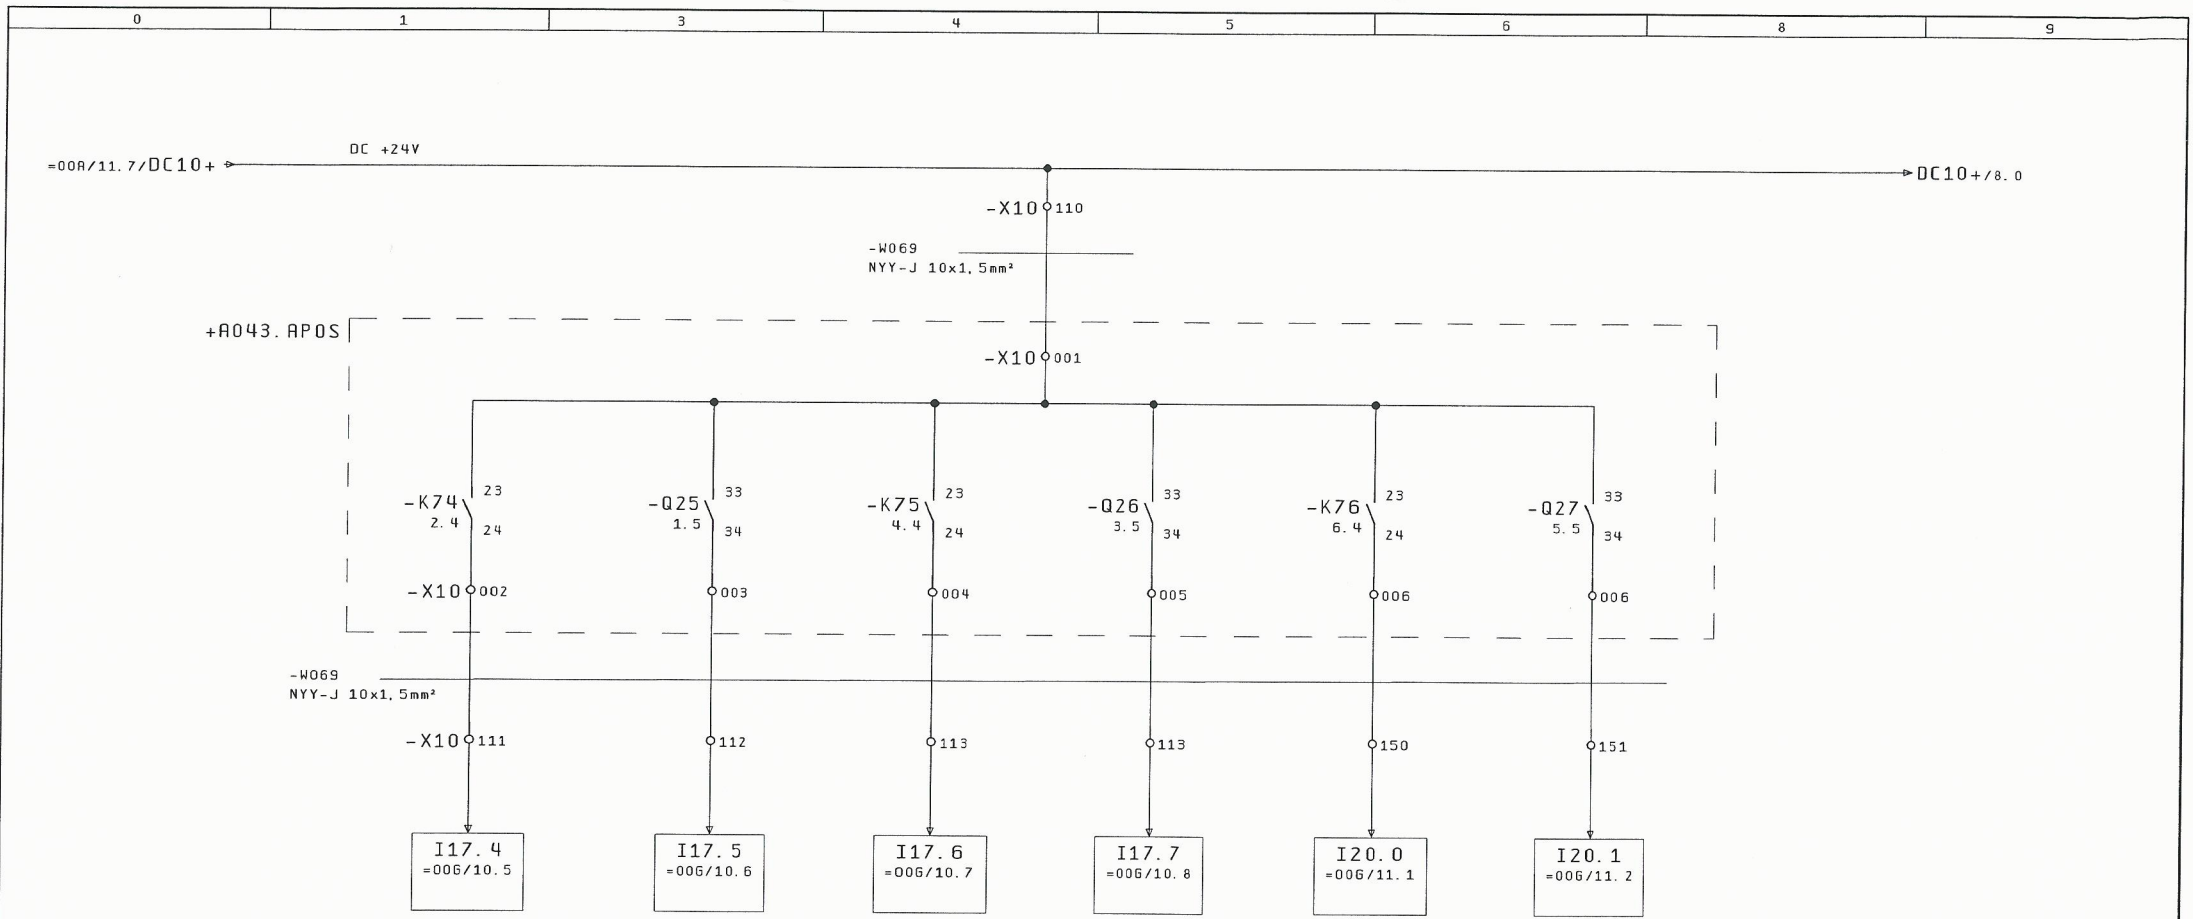 0 1 3 4 5 6 8 9
DC +24V
=00A/11.7/DC10+ DC10+/8.0
-X10 110
-W069
NYY-J 10x1,5mm²
+A043.APOS
-X10 001
-K74 23 -Q25 33 -K75 23 -Q26 33 -K76 23 -Q27 33
2.4 24 1.5 34 4.4 24 3.5 34 6.4 24 5.5 34
-X10 002 003 004 005 006 006
-W069
NYY-J 10x1,5mm²
-X10 111 112 113 113 150 151
I17.4 I17.5 I17.6 I17.7 I20.0 I20.1
=00G/10.5 =00G/10.6 =00G/10.7 =00G/10.8 =00G/11.1 =00G/11.2